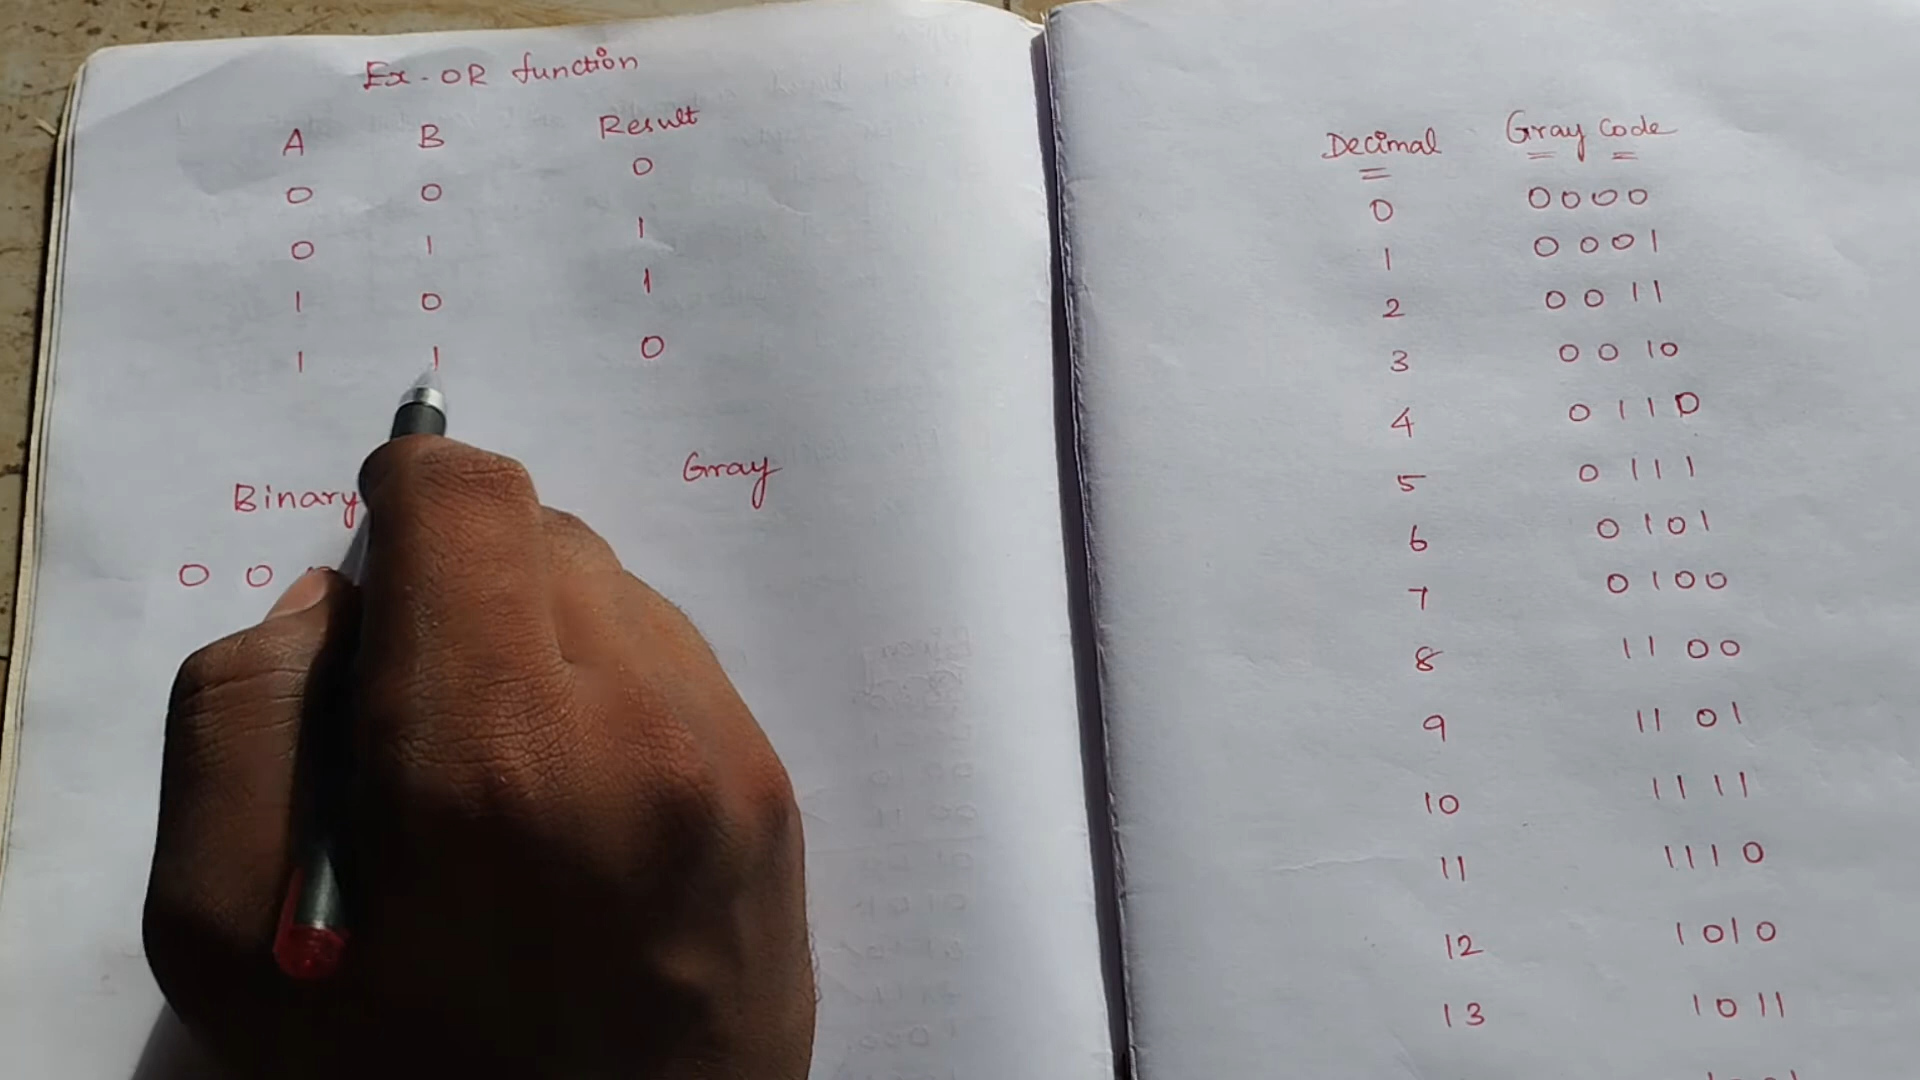 Ex-OR function
A B Result
0 0 0
0 1 1
1 0 1
1 1 0
Binary Gray
0 0
Decimal Gray Code
0 0000
1 0001
2 0011
3 0010
4 0110
5 0111
6 0101
7 0100
8 1100
9 1101
10 1111
11 1110
12 1010
13 1011